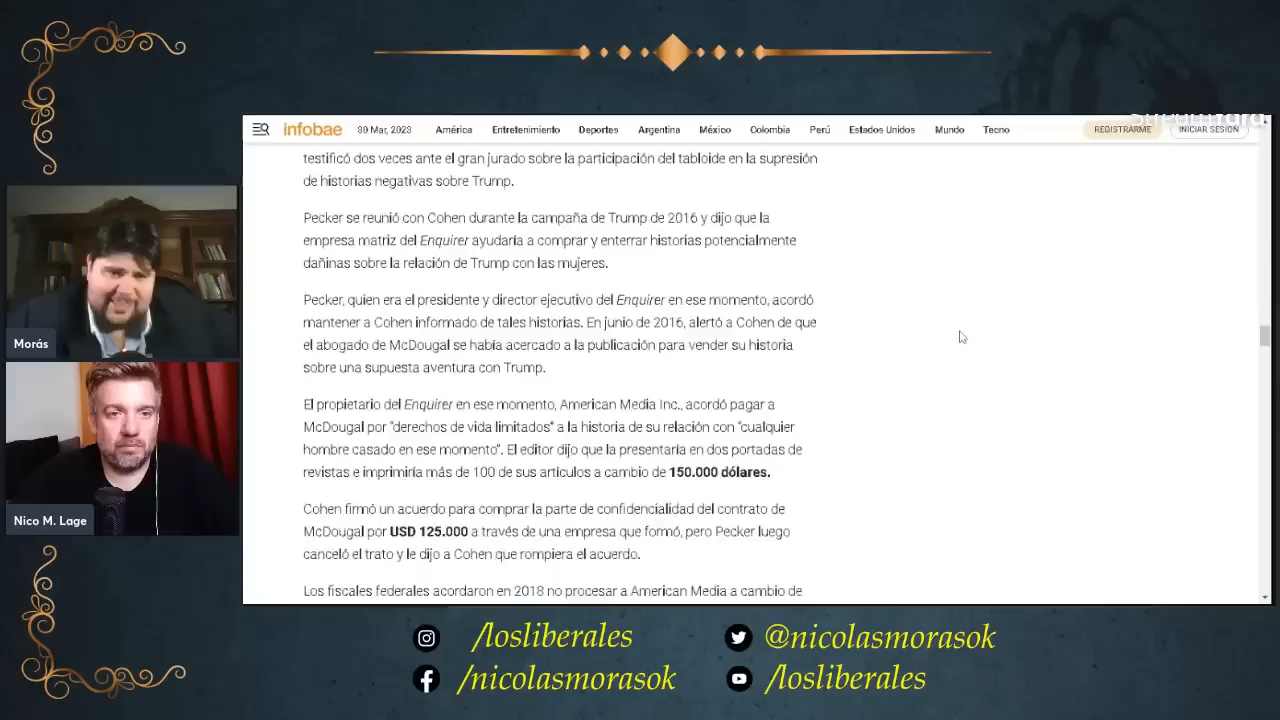 infobae
30 Mar, 2023
América
Entretenimiento
Deportes
Argentina
México
Colombia
Perú
Estados Unidos
Mundo
Tecno
REGISTRARME
INICIAR SESIÓN
testificó dos veces ante el gran jurado sobre la participación del tabloide en la supresión
de historias negativas sobre Trump.
Pecker se reunió con Cohen durante la campaña de Trump de 2016 y dijo que la
empresa matriz del Enquirer ayudaría a comprar y enterrar historias potencialmente
dañinas sobre la relación de Trump con las mujeres.
Pecker, quien era el presidente y director ejecutivo del Enquirer en ese momento, acordó
mantener a Cohen informado de tales historias. En junio de 2016, alertó a Cohen de que
el abogado de McDougal se había acercado a la publicación para vender su historia
sobre una supuesta aventura con Trump.
El propietario del Enquirer en ese momento, American Media Inc., acordó pagar a
McDougal por "derechos de vida limitados" a la historia de su relación con "cualquier
hombre casado en ese momento". El editor dijo que la presentaría en dos portadas de
revistas e imprimiría más de 100 de sus artículos a cambio de 150.000 dólares.
Cohen firmó un acuerdo para comprar la parte de confidencialidad del contrato de
McDougal por USD 125.000 a través de una empresa que formó, pero Pecker luego
canceló el trato y le dijo a Cohen que rompiera el acuerdo.
Los fiscales federales acordaron en 2018 no procesar a American Media a cambio de
Morás
Nico M. Lage
/losliberales
@nicolasmorasok
/nicolasmorasok
/losliberales